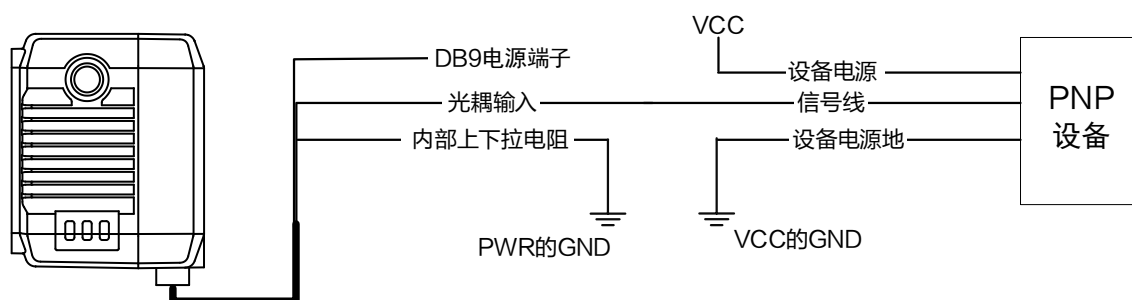 VCC
DB9电源端子
设备电源
光耦输入
信号线
PNP
设备
内部上下拉电阻
设备电源地
PWR的GND
VCC的GND